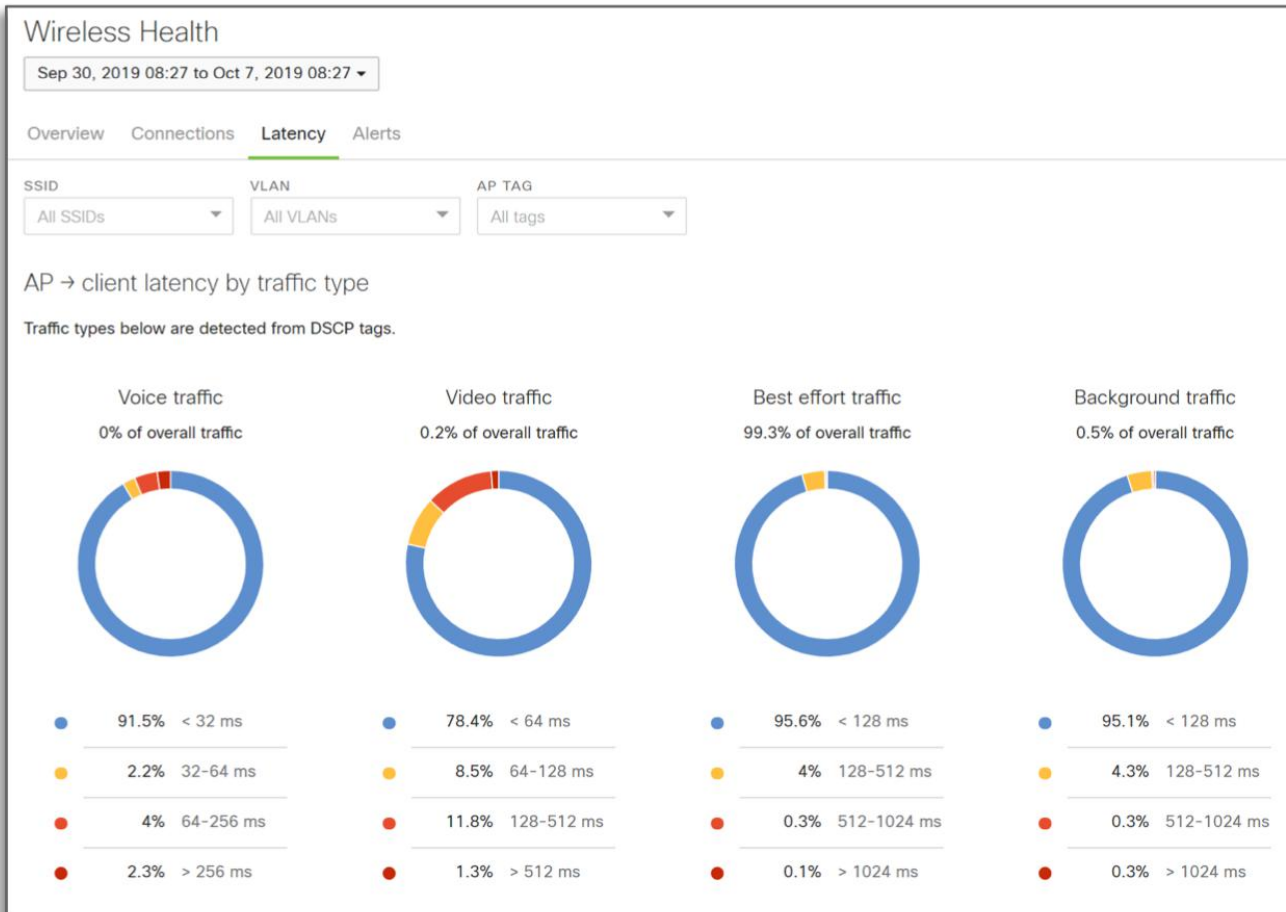 Wireless Health
Sep 30, 2019 08:27 to Oct 7, 2019 08:27
Overview Connections Latency Alerts
SSID VLAN AP TAG
All SSIDs All VLANs All tags
AP → client latency by traffic type
Traffic types below are detected from DSCP tags.
Voice traffic Video traffic Best effort traffic Background traffic
0% of overall traffic 0.2% of overall traffic 99.3% of overall traffic 0.5% of overall traffic
91.5% < 32 ms 78.4% < 64 ms 95.6% < 128 ms 95.1% < 128 ms
2.2% 32-64 ms 8.5% 64-128 ms 4% 128-512 ms 4.3% 128-512 ms
4% 64-256 ms 11.8% 128-512 ms 0.3% 512-1024 ms 0.3% 512-1024 ms
2.3% > 256 ms 1.3% > 512 ms 0.1% > 1024 ms 0.3% > 1024 ms